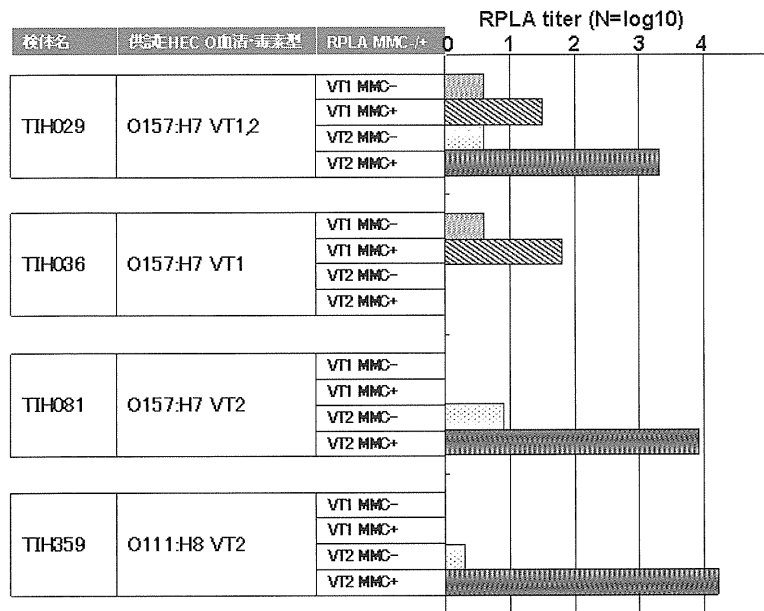 RPLA titer (N=log10)
検体名 供試EHEC O血清・毒素型 RPLA MMC-/+ 0 1 2 3 4
TIH029 O157:H7 VT1,2
VT1 MMC-
VT1 MMC+
VT2 MMC-
VT2 MMC+
TIH036 O157:H7 VT1
VT1 MMC-
VT1 MMC+
VT2 MMC-
VT2 MMC+
TIH081 O157:H7 VT2
VT1 MMC-
VT1 MMC+
VT2 MMC-
VT2 MMC+
TIH359 O111:H8 VT2
VT1 MMC-
VT1 MMC+
VT2 MMC-
VT2 MMC+